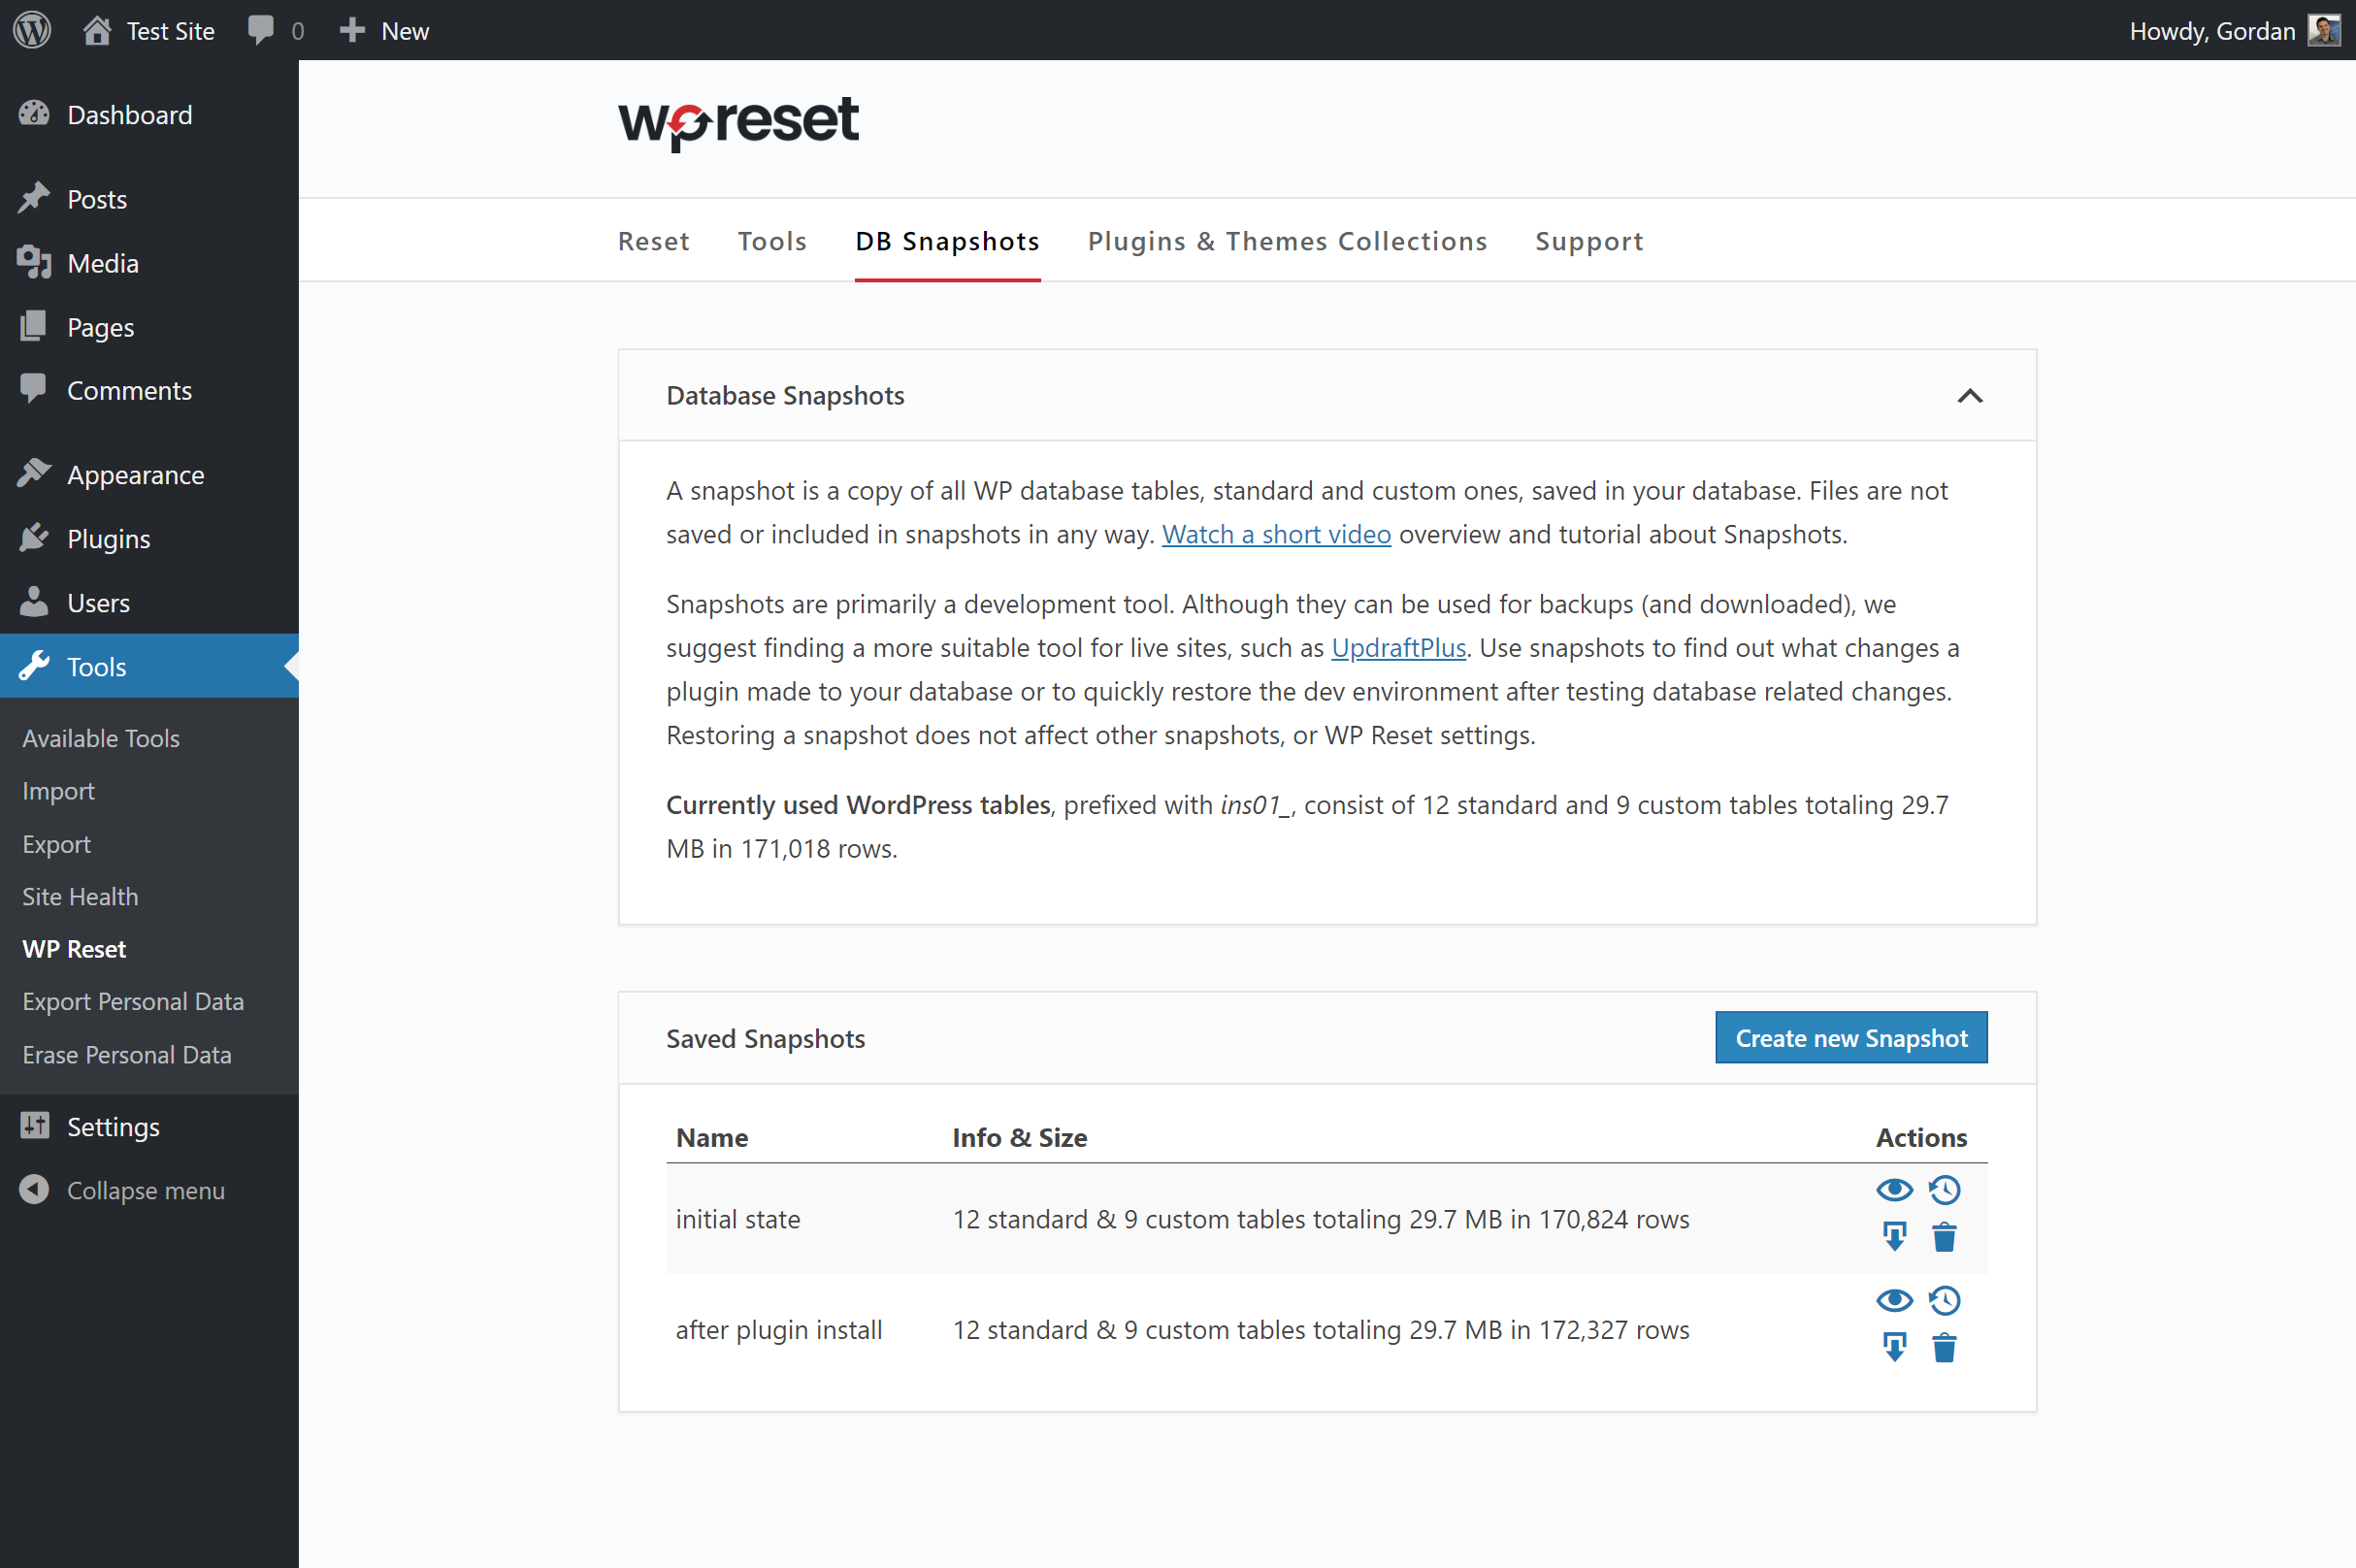 Test Site 0 New Howdy, Gordan
Dashboard
Posts
Media
Pages
Comments
Appearance
Plugins
Users
Tools
Available Tools
Import
Export
Site Health
WP Reset
Export Personal Data
Erase Personal Data
Settings
Collapse menu
wpreset
Reset Tools DB Snapshots Plugins & Themes Collections Support
Database Snapshots
A snapshot is a copy of all WP database tables, standard and custom ones, saved in your database. Files are not
saved or included in snapshots in any way. Watch a short video overview and tutorial about Snapshots.
Snapshots are primarily a development tool. Although they can be used for backups (and downloaded), we
suggest finding a more suitable tool for live sites, such as UpdraftPlus. Use snapshots to find out what changes a
plugin made to your database or to quickly restore the dev environment after testing database related changes.
Restoring a snapshot does not affect other snapshots, or WP Reset settings.
Currently used WordPress tables, prefixed with ins01_, consist of 12 standard and 9 custom tables totaling 29.7
MB in 171,018 rows.
Saved Snapshots Create new Snapshot
Name Info & Size Actions
initial state 12 standard & 9 custom tables totaling 29.7 MB in 170,824 rows
after plugin install 12 standard & 9 custom tables totaling 29.7 MB in 172,327 rows